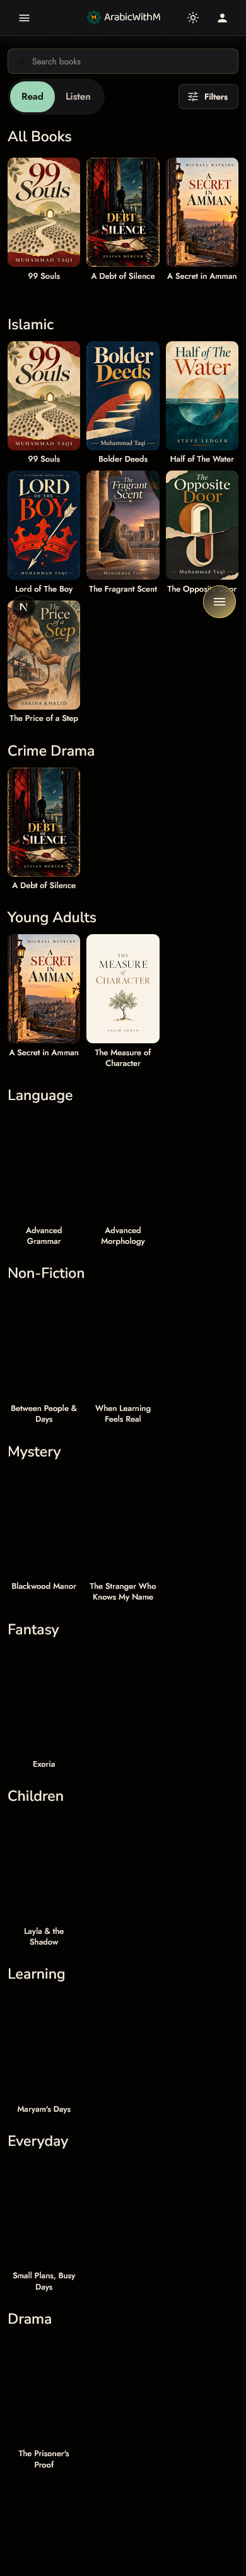 ArabicWithM
Search books
Read
Listen
Filters
All Books
99
Souls
MUHAMMAD TAQI
A
DEBT
OF
SILENCE
JULIAN MERCER
MICHAEL WATKINS
A
SECRET
IN
AMMAN
99 Souls
A Debt of Silence
A Secret in Amman
Islamic
99
Souls
MUHAMMAD TAQI
Bolder
Deeds
Muhammad Taqi
Half of The
Water
STEVE LEDGER
99 Souls
Bolder Deeds
Half of The Water
LORD
OF THE
BOY
MUHAMMAD TAQI
The
Fragrant
Scent
MUHAMMAD TAQI
The
Opposite
Door
Muhammad Taqi
Lord of The Boy
The Fragrant Scent
The Opposite
N
The
Price of a
Step
SAKINA KHALID
The Price of a Step
Crime Drama
A
DEBT
OF
SILENCE
JULIAN MERCER
A Debt of Silence
Young Adults
MICHAEL WATKINS
A
SECRET
IN
AMMAN
THE
MEASURE
of
CHARACTER
A Secret in Amman
The Measure of
Character
Language
Advanced
Grammar
Advanced
Morphology
Non-Fiction
Between People &
Days
When Learning
Feels Real
Mystery
Blackwood Manor
The Stranger Who
Knows My Name
Fantasy
Exoria
Children
Layla & the
Shadow
Learning
Maryam's Days
Everyday
Small Plans, Busy
Days
Drama
The Prisoner's
Proof